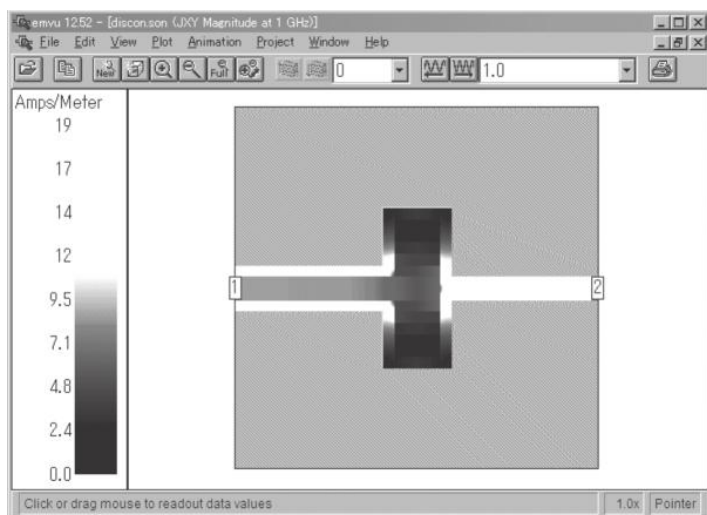 emvu 12.52 - [discon.son (JXY Magnitude at 1 GHz)]
File Edit View Plot Animation Project Window Help
New Full 0 1.0
Amps/Meter
19
17
14
12
9.5
7.1
4.8
2.4
0.0
1 2
Click or drag mouse to readout data values 1.0x Pointer